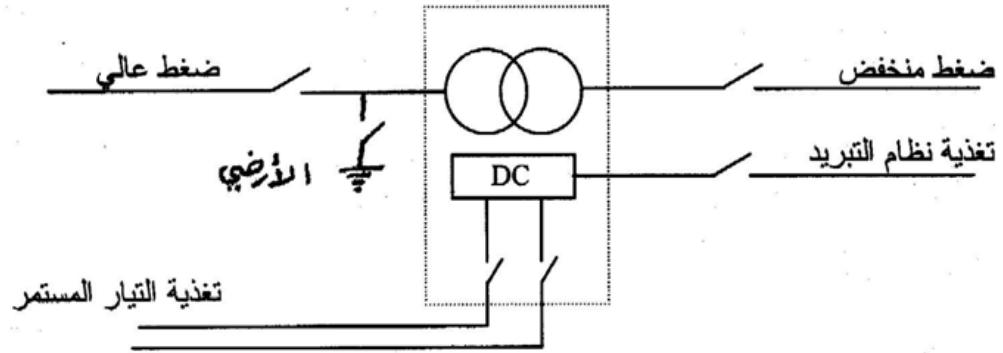 ضغط عالي
ضغط منخفض
الأرضي
تغذية نظام التبريد
DC
تغذية التيار المستمر